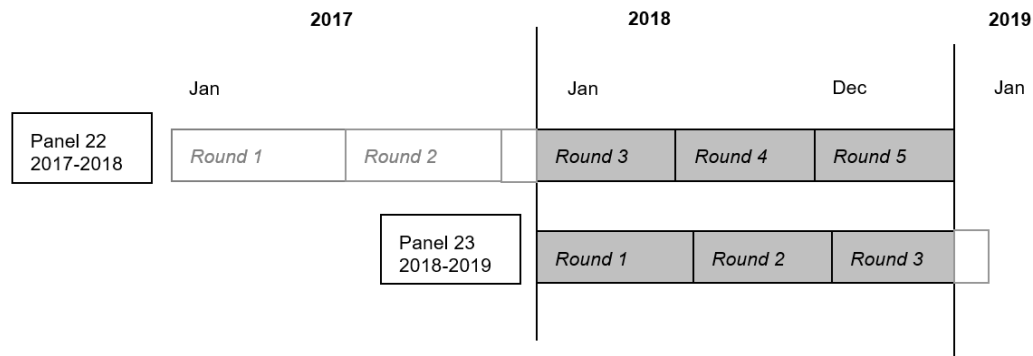 2017 2018 2019
Jan Jan Dec Jan
Panel 22
2017-2018
Round 1 Round 2 Round 3 Round 4 Round 5
Panel 23
2018-2019
Round 1 Round 2 Round 3